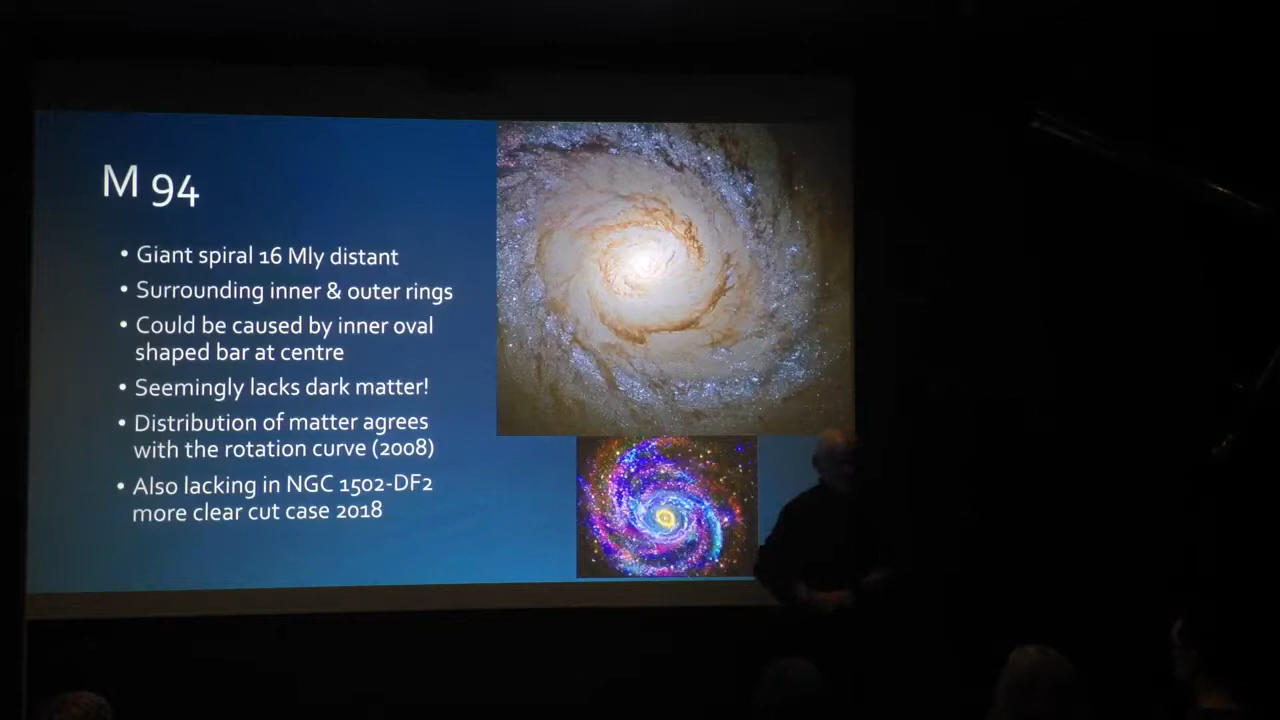 M 94
• Giant spiral 16 Mly distant
• Surrounding inner & outer rings
• Could be caused by inner oval
shaped bar at centre
• Seemingly lacks dark matter!
• Distribution of matter agrees
with the rotation curve (2008)
• Also lacking in NGC 1502-DF2
more clear cut case 2018